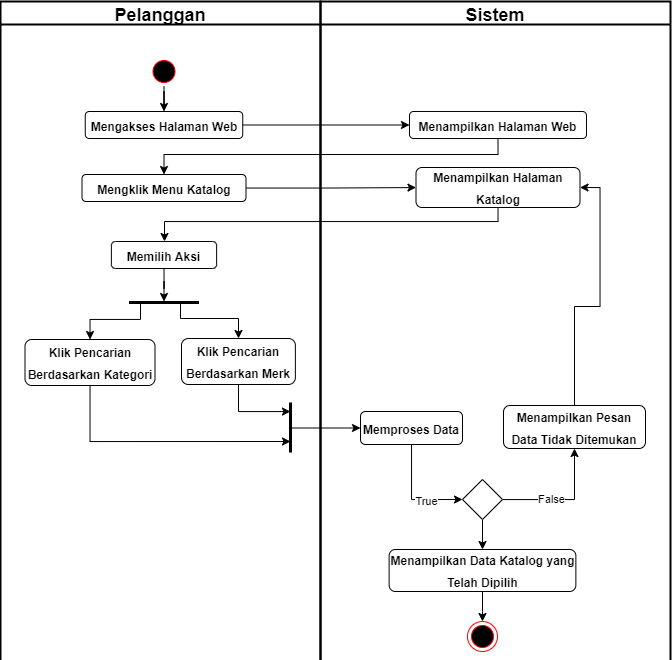 Pelanggan
Sistem
Mengakses Halaman Web
Menampilkan Halaman Web
Mengklik Menu Katalog
Menampilkan Halaman
Katalog
Memilih Aksi
Klik Pencarian
Berdasarkan Kategori
Klik Pencarian
Berdasarkan Merk
Memproses Data
Menampilkan Pesan
Data Tidak Ditemukan
True
False
Menampilkan Data Katalog yang
Telah Dipilih